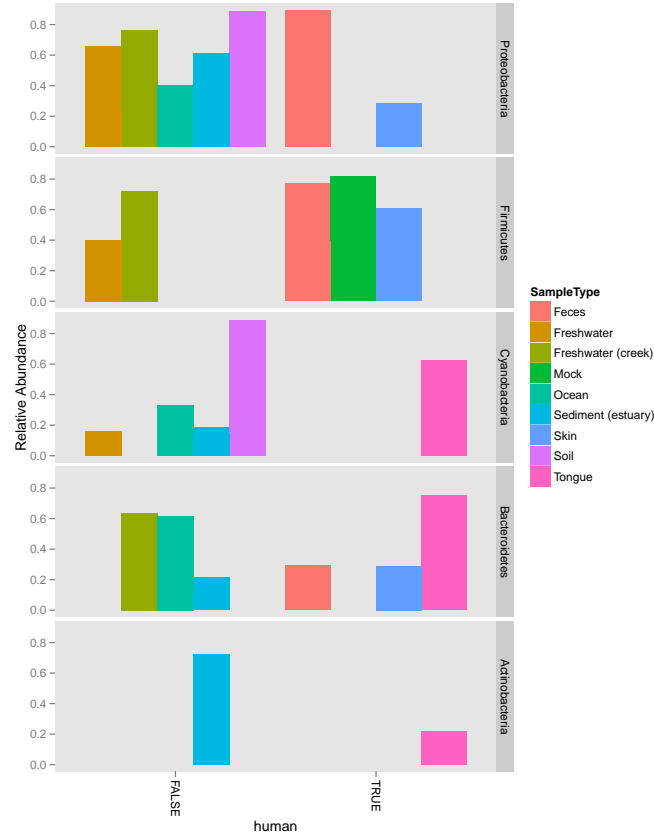 0.8
0.6
0.4
0.2
0.0
Proteobacteria
0.8
0.6
0.4
0.2
0.0
Firmicutes
0.8
0.6
0.4
0.2
0.0
Cyanobacteria
0.8
0.6
0.4
0.2
0.0
Bacteroidetes
0.8
0.6
0.4
0.2
0.0
Actinobacteria
Relative Abundance
FALSE
TRUE
human
SampleType
Feces
Freshwater
Freshwater (creek)
Mock
Ocean
Sediment (estuary)
Skin
Soil
Tongue